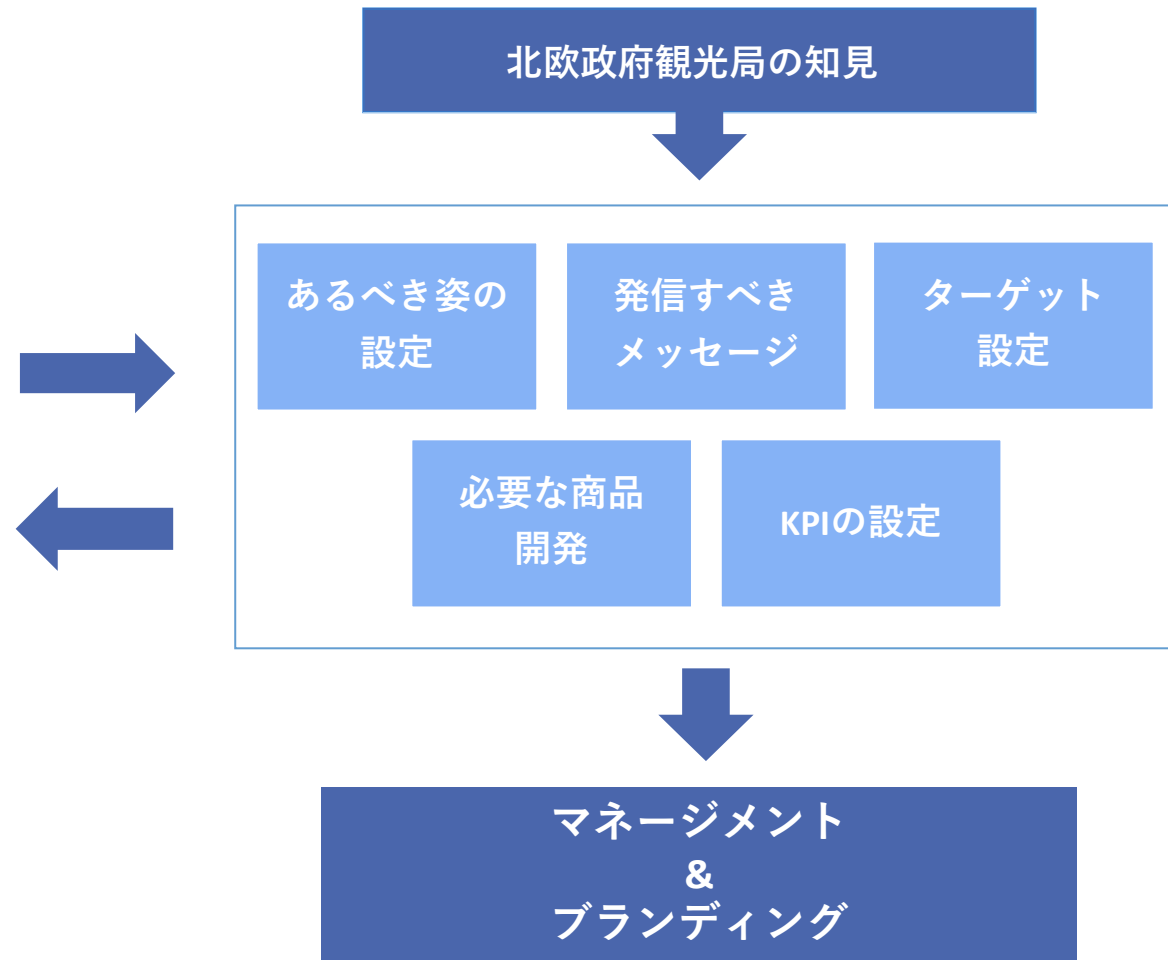 北欧政府観光局の知見
あるべき姿の
設定
発信すべき
メッセージ
ターゲット
設定
必要な商品
開発
KPIの設定
マネージメント
&
ブランディング